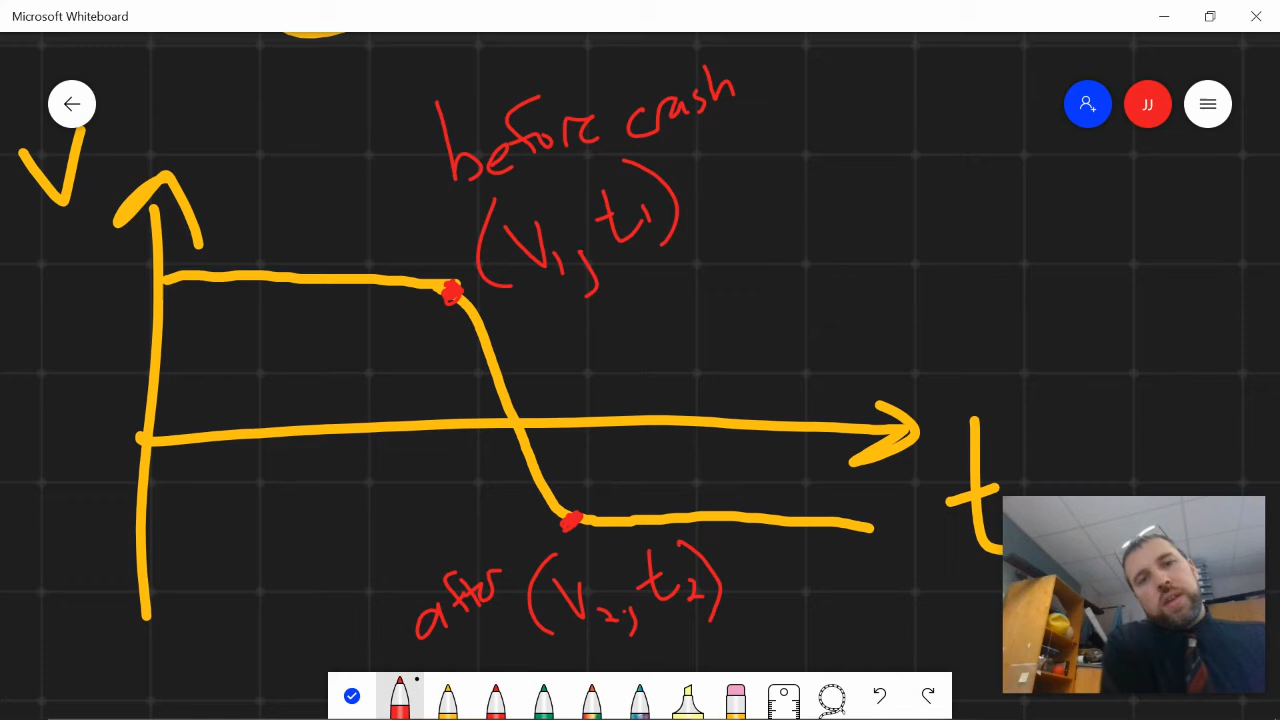 Microsoft Whiteboard
before crash
(V1, t1)
V
JJ
t
after (V2, t2)